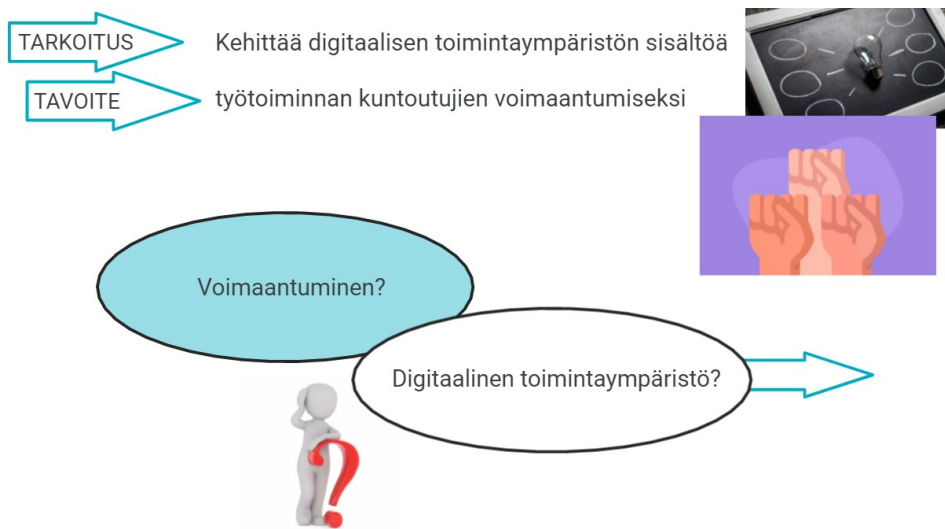 TARKOITUS Kehittää digitaalisen toimintaympäristön sisältöä
TAVOITE työtoiminnan kuntoutujien voimaantumiseksi
Voimaantuminen?
Digitaalinen toimintaympäristö?